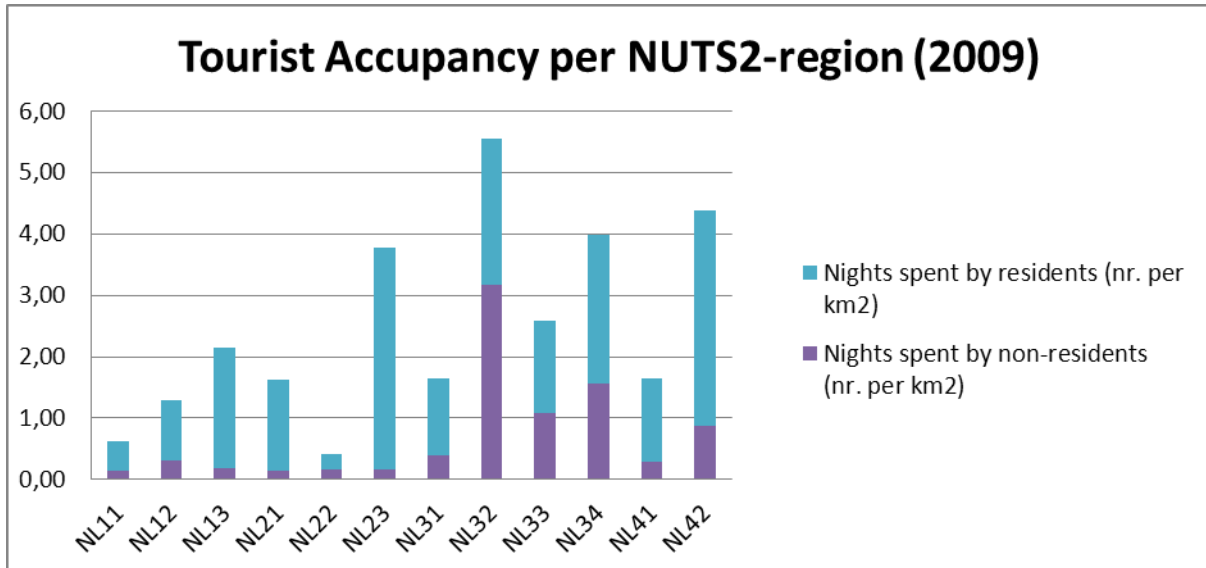 Tourist Accupancy per NUTS2-region (2009)
6,00
5,00
4,00
3,00
2,00
1,00
0,00
NL11 NL12 NL13 NL21 NL22 NL23 NL31 NL32 NL33 NL34 NL41 NL42
Nights spent by residents (nr. per
km2)
Nights spent by non-residents
(nr. per km2)